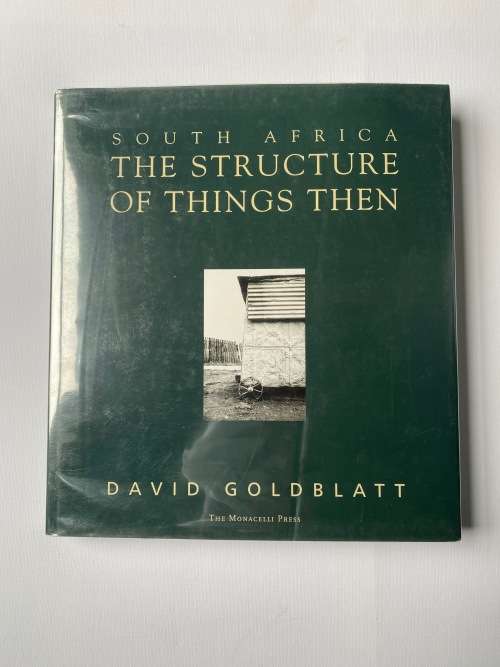 SOUTH AFRICA
THE STRUCTURE
OF THINGS THEN
DAVID GOLDBLATT
THE MONACELLI PRESS